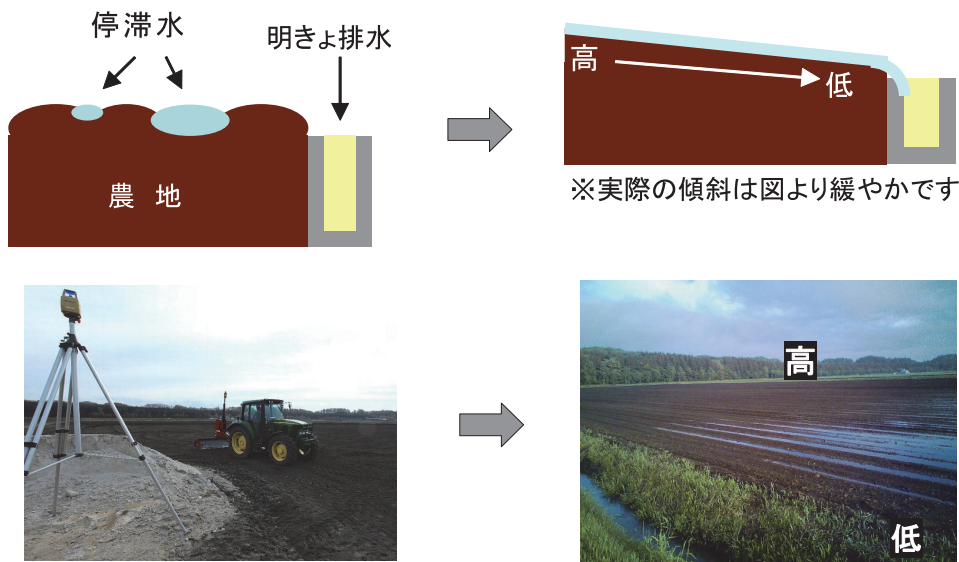 停滞水
明きょ排水
農地
高
低
※実際の傾斜は図より緩やかです
高
低